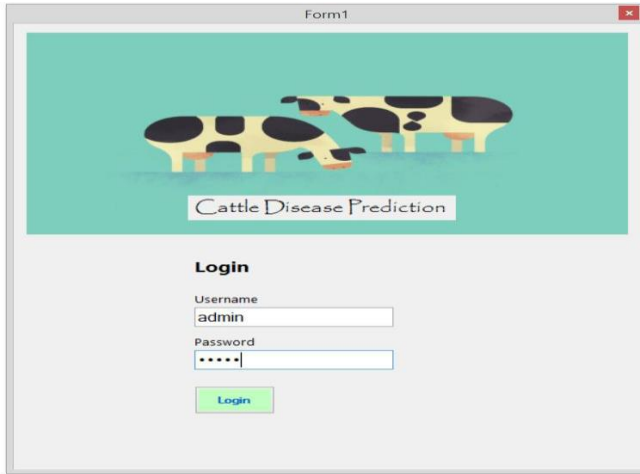 Form1
Cattle Disease Prediction
Login
Username
admin
Password
•••••
Login